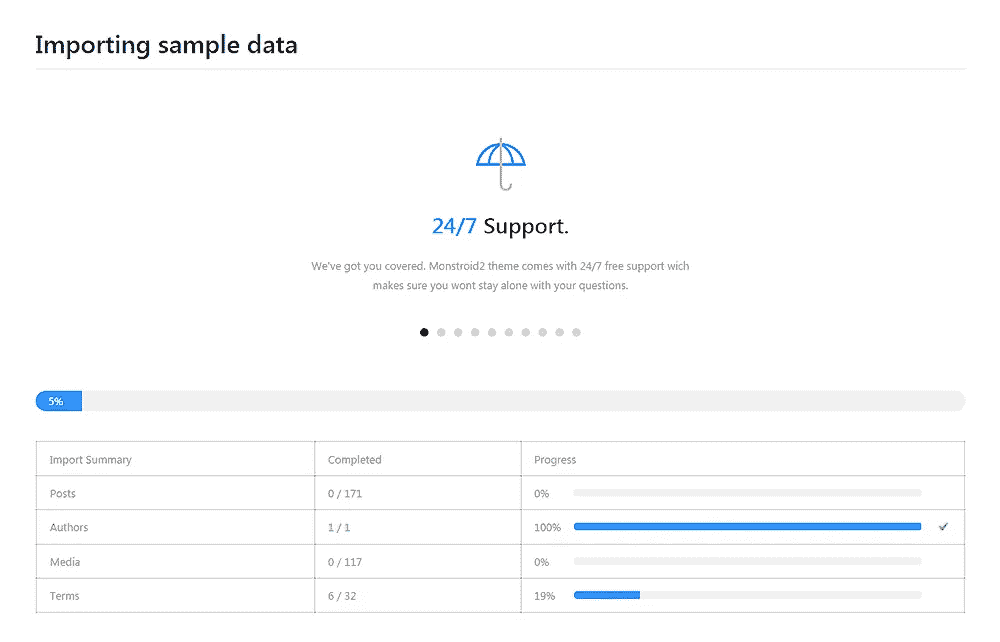 Importing sample data
24/7 Support.
We've got you covered. Monstroid2 theme comes with 24/7 free support wich
makes sure you wont stay alone with your questions.
5%
Import Summary Completed Progress
Posts 0 / 171 0%
Authors 1 / 1 100%
Media 0 / 117 0%
Terms 6 / 32 19%